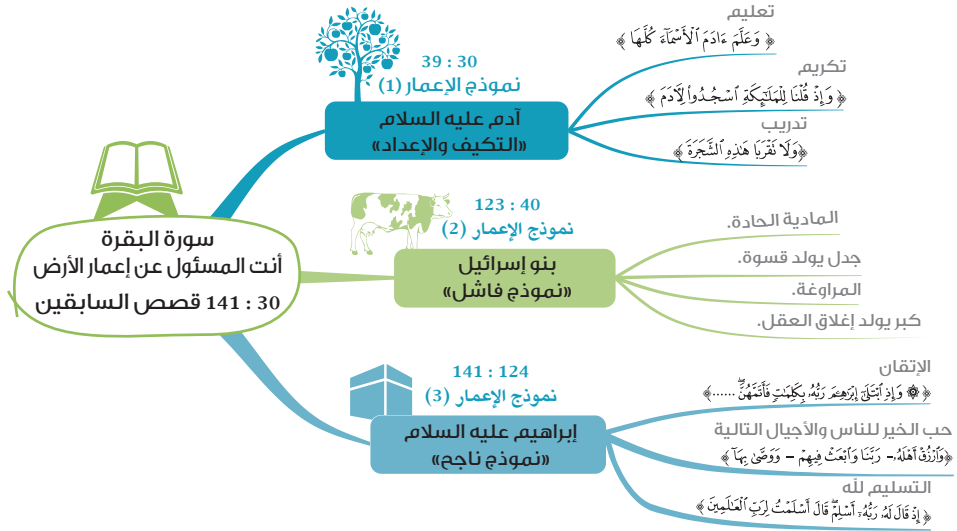 سورة البقرة
أنت المسئول عن إعمار الأرض
30 : 141 قصص السابقين
30 : 39
نموذج الإعمار (1)
آدم عليه السلام
«التكيف والإعداد»
تعليم
﴿ وَعَلَّمَ ءَادَمَ ٱلْأَسْمَآءَ كُلَّهَا ﴾
تكريم
﴿ وَإِذْ قُلْنَا لِلْمَلَٰٓئِكَةِ ٱسْجُدُوا۟ لِـَٔادَمَ ﴾
تدريب
﴿وَلَا تَقْرَبَا هَٰذِهِ ٱلشَّجَرَةَ ﴾
40 : 123
نموذج الإعمار (2)
بنو إسرائيل
«نموذج فاشل»
المادية الحادة.
جدل يولد قسوة.
المراوغة.
كبر يولد إغلاق العقل.
124 : 141
نموذج الإعمار (3)
إبراهيم عليه السلام
«نموذج ناجح»
الإتقان
﴿ ۞ وَإِذِ ٱبْتَلَىٰٓ إِبْرَٰهِـۧمَ رَبُّهُۥ بِكَلِمَٰتٍ فَأَتَمَّهُنَّ ۖ ......﴾
حب الخير للناس والأجيال التالية
﴿وَٱرْزُقْ أَهْلَهُۥ - رَبَّنَا وَٱبْعَثْ فِيهِمْ - وَوَصَّىٰ بِهَآ ﴾
التسليم لله
﴿ إِذْ قَالَ لَهُۥ رَبُّهُۥٓ أَسْلِمْ ۖ قَالَ أَسْلَمْتُ لِرَبِّ ٱلْعَٰلَمِينَ ﴾